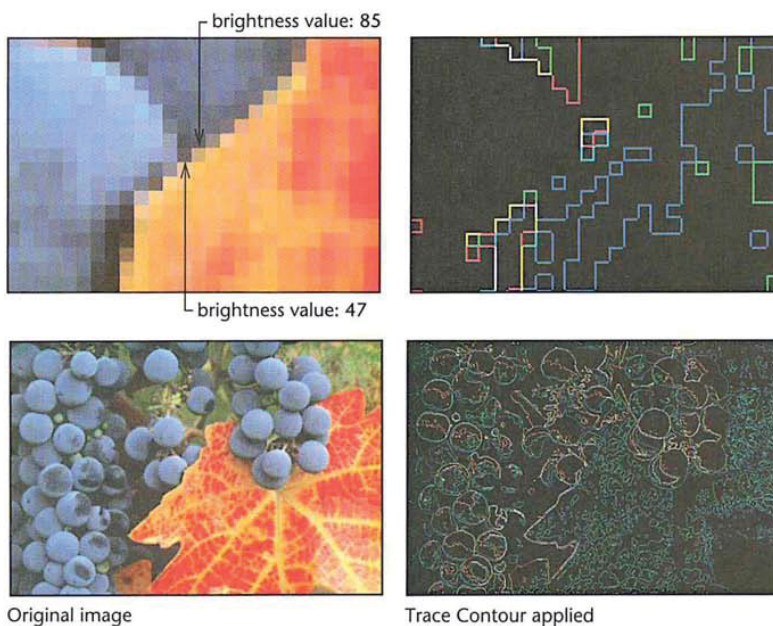 brightness value: 85
brightness value: 47
Original image
Trace Contour applied